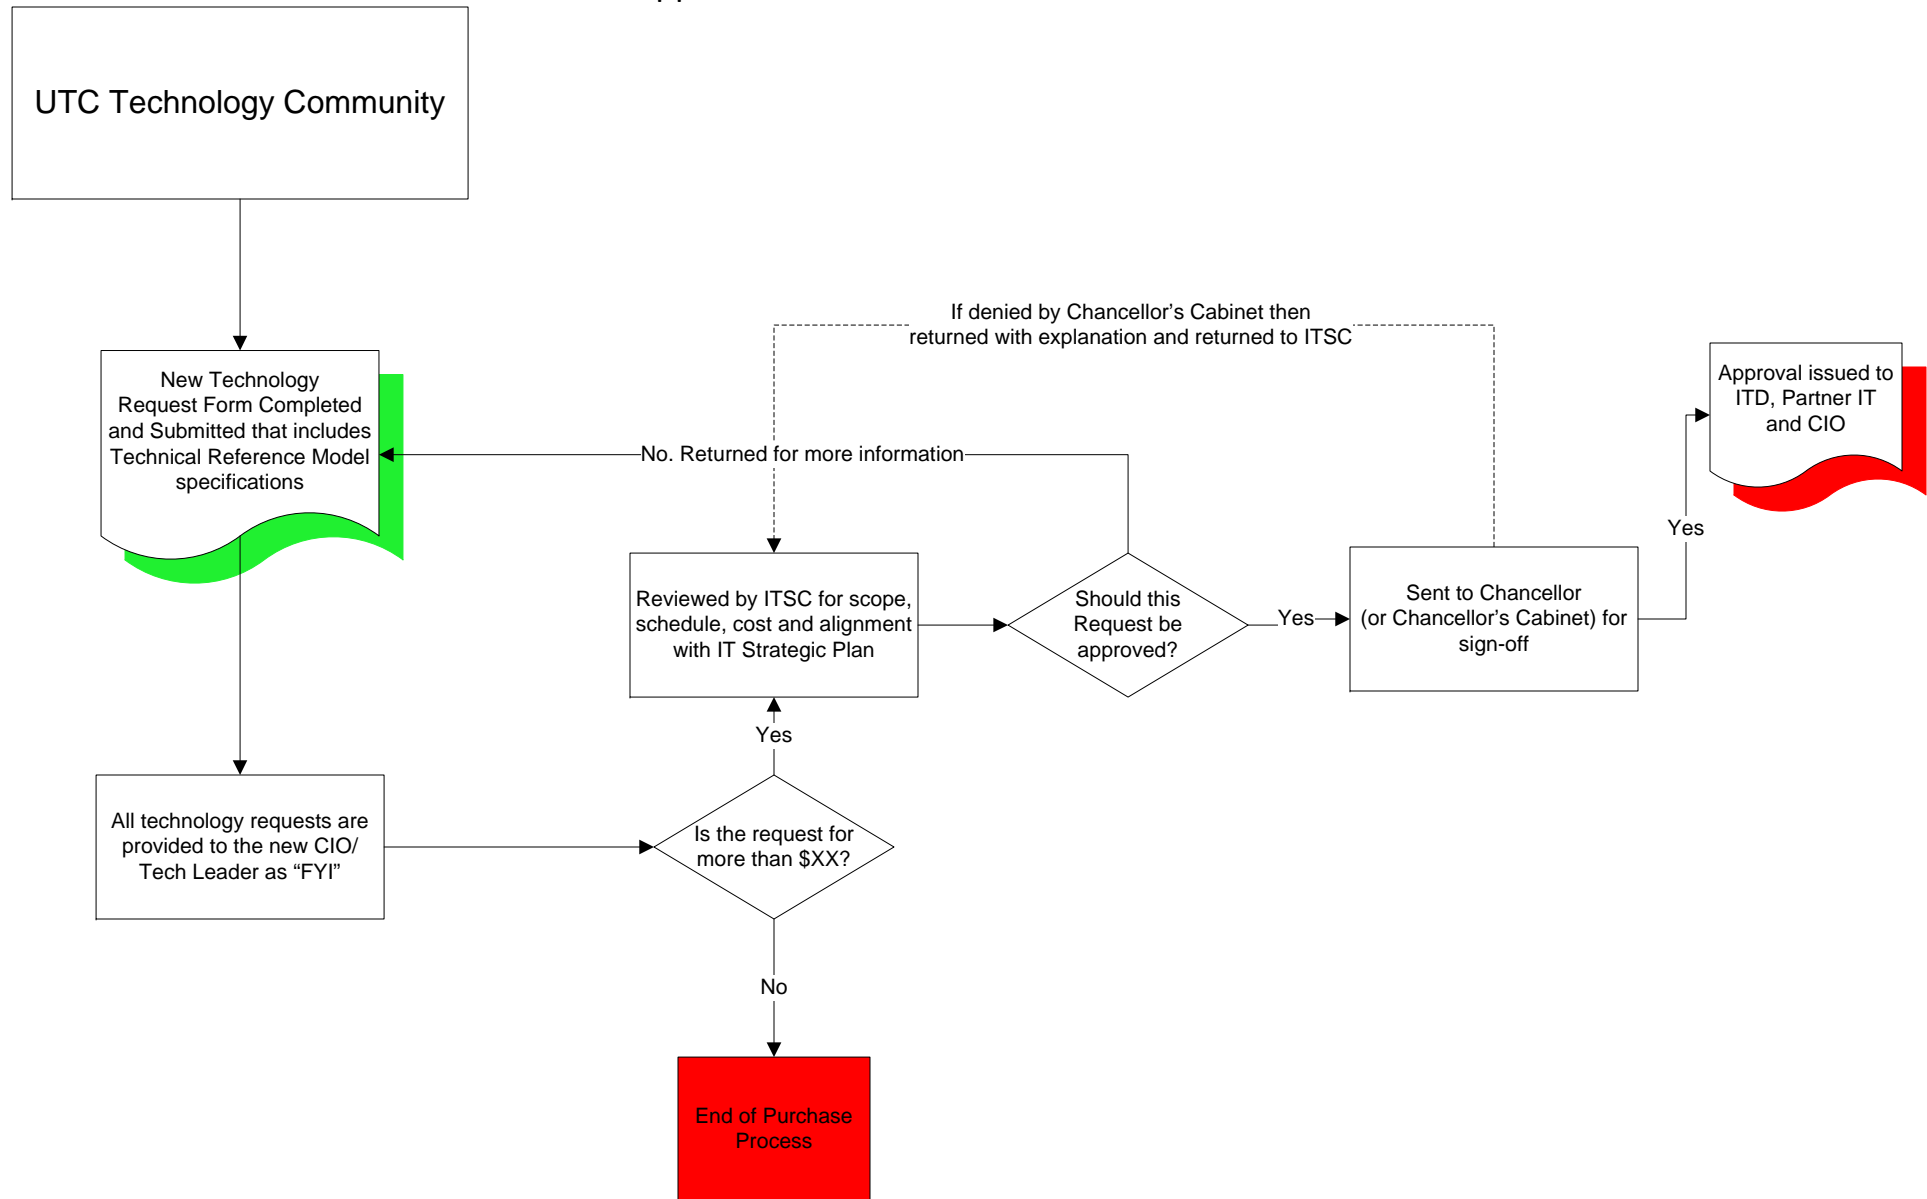 UTC Technology Community
If denied by Chancellor's Cabinet then
returned with explanation and returned to ITSC
New Technology
Request Form Completed
and Submitted that includes
Technical Reference Model
specifications
Approval issued to
ITD, Partner IT
and CIO
No. Returned for more information
Yes
Reviewed by ITSC for scope,
schedule, cost and alignment
with IT Strategic Plan
Should this
Request be
approved?
Yes
Sent to Chancellor
(or Chancellor's Cabinet) for
sign-off
Yes
All technology requests are
provided to the new CIO/
Tech Leader as “FYI”
Is the request for
more than $XX?
No
End of Purchase
Process